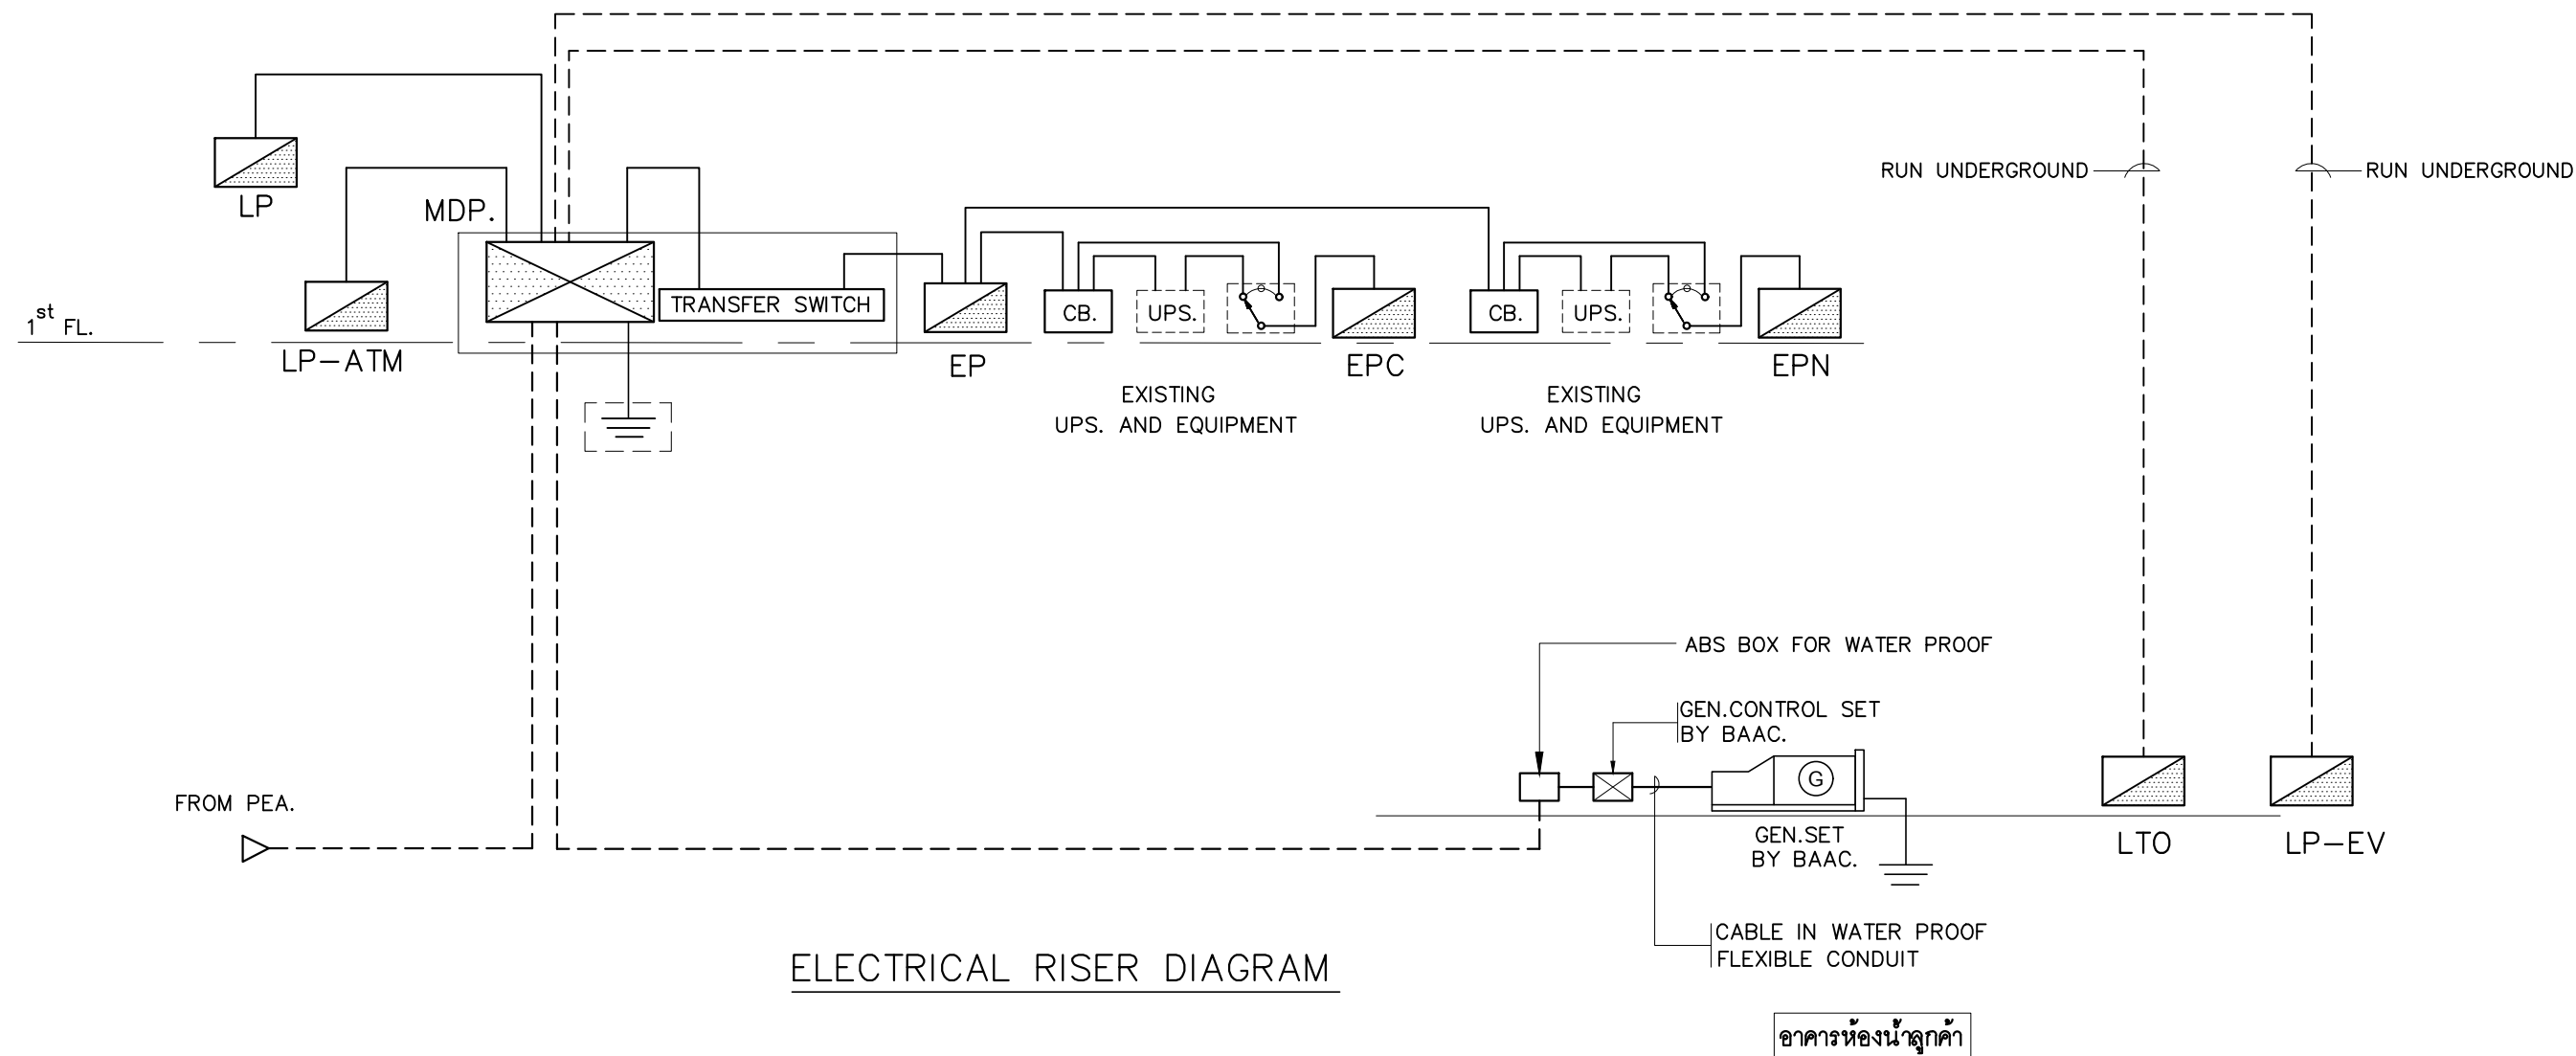 RUN UNDERGROUND
RUN UNDERGROUND
LP
MDP.
TRANSFER SWITCH
CB.
UPS.
CB.
UPS.
1st FL.
LP-ATM
EP
EPC
EPN
EXISTING
UPS. AND EQUIPMENT
EXISTING
UPS. AND EQUIPMENT
ABS BOX FOR WATER PROOF
GEN.CONTROL SET
BY BAAC.
G
FROM PEA.
GEN.SET
BY BAAC.
LTO
LP-EV
CABLE IN WATER PROOF
FLEXIBLE CONDUIT
ELECTRICAL RISER DIAGRAM
อาคารห้องน้ำลูกค้า